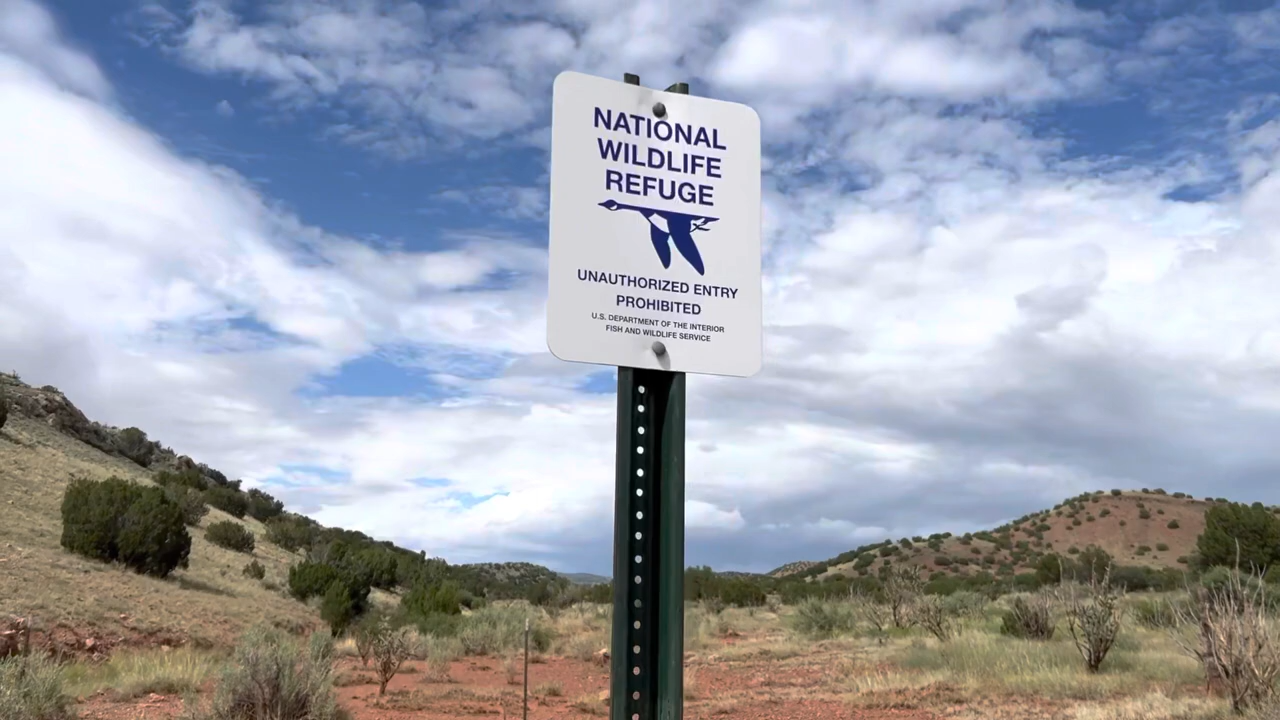 NATIONAL
WILDLIFE
REFUGE
UNAUTHORIZED ENTRY
PROHIBITED
U.S. DEPARTMENT OF THE INTERIOR
FISH AND WILDLIFE SERVICE